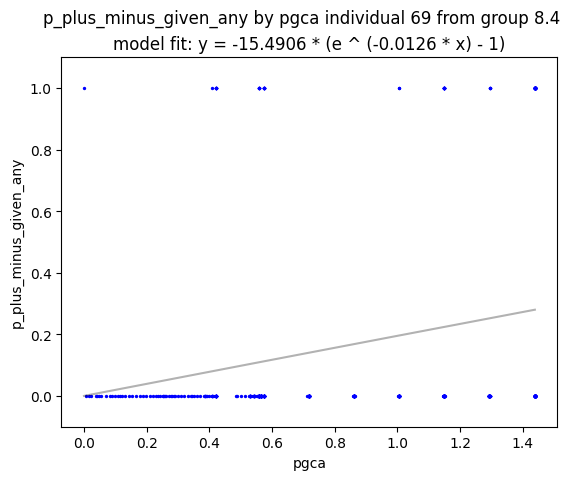 p_plus_minus_given_any by pgca individual 69 from group 8.4
model fit: y = -15.4906 * (e ^ (-0.0126 * x) - 1)
1.0
0.8
0.6
0.4
0.2
0.0
p_plus_minus_given_any
0.0 0.2 0.4 0.6 0.8 1.0 1.2 1.4
pgca